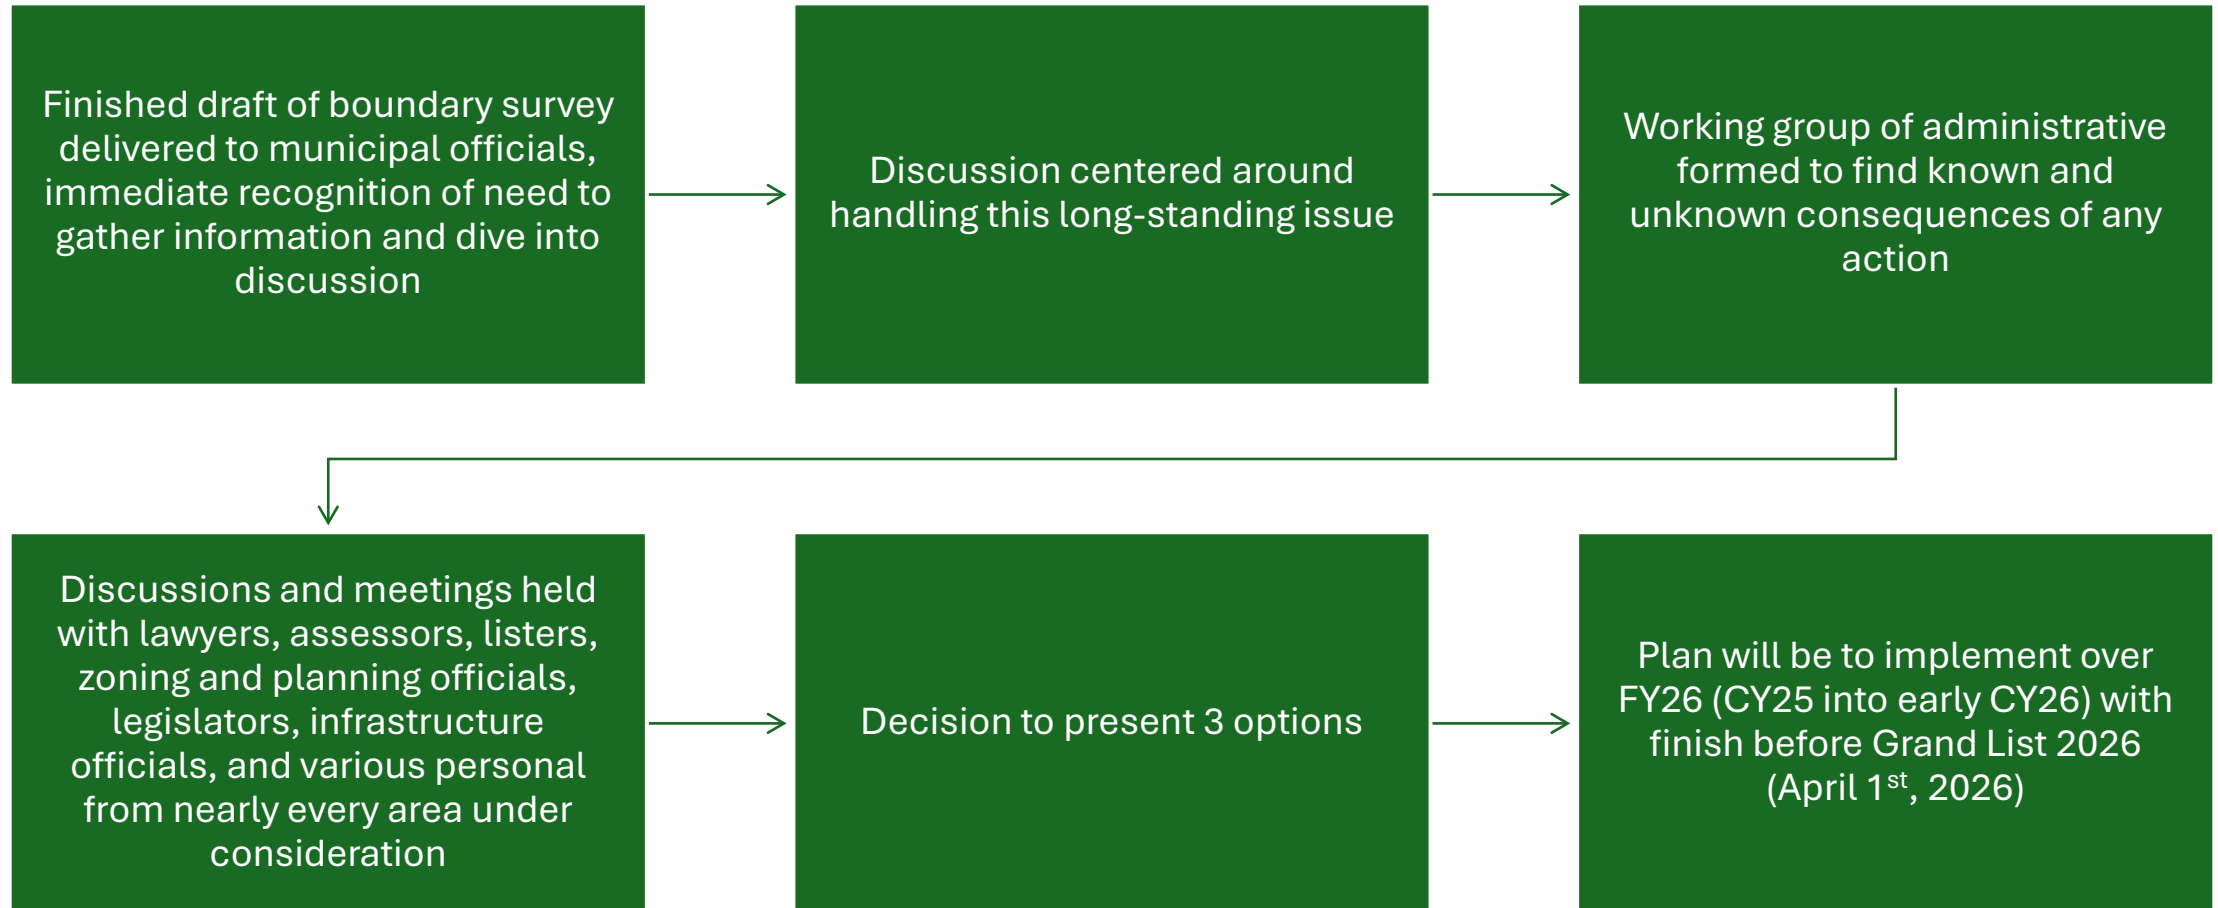 Finished draft of boundary survey
delivered to municipal officials,
immediate recognition of need to
gather information and dive into
discussion
Discussion centered around
handling this long-standing issue
Working group of administrative
formed to find known and
unknown consequences of any
action
Discussions and meetings held
with lawyers, assessors, listers,
zoning and planning officials,
legislators, infrastructure
officials, and various personal
from nearly every area under
consideration
Decision to present 3 options
Plan will be to implement over
FY26 (CY25 into early CY26) with
finish before Grand List 2026
(April 1st, 2026)